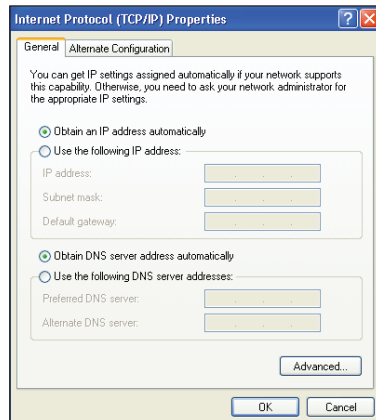 Internet Protocol (TCP/IP) Properties
General
Alternate Configuration
You can get IP settings assigned automatically if your network supports
this capability. Otherwise, you need to ask your network administrator for
the appropriate IP settings.
Obtain an IP address automatically
Use the following IP address:
IP address:
Subnet mask:
Default gateway:
Obtain DNS server address automatically
Use the following DNS server addresses:
Preferred DNS server:
Alternate DNS server:
Advanced...
OK
Cancel